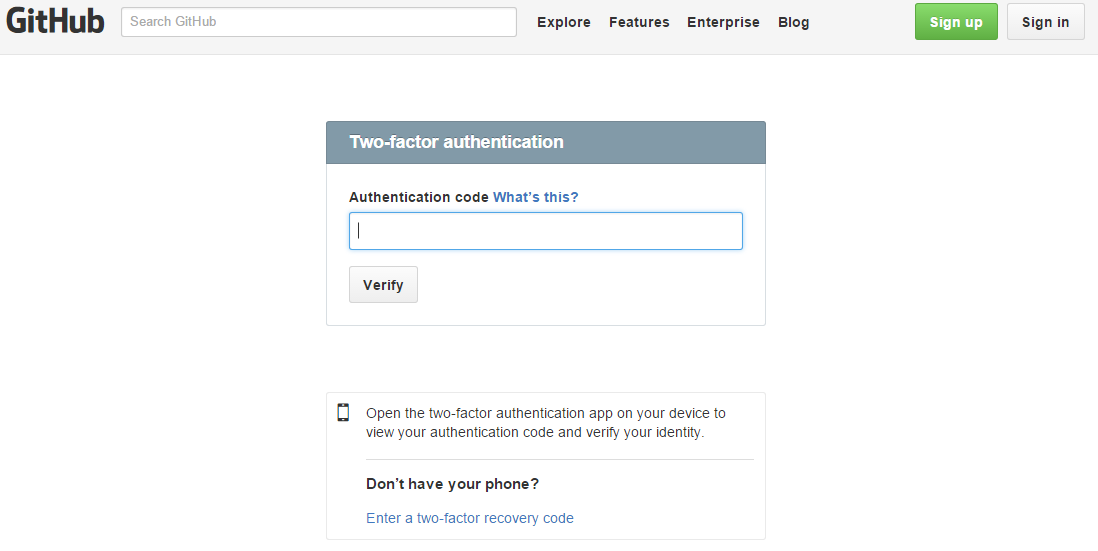 GitHub Search GitHub Explore Features Enterprise Blog Sign up Sign in
Two-factor authentication
Authentication code What's this?
Verify
Open the two-factor authentication app on your device to
view your authentication code and verify your identity.
Don't have your phone?
Enter a two-factor recovery code